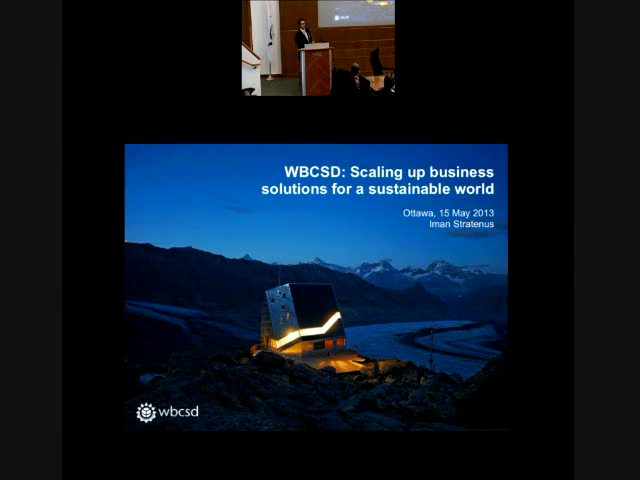 WBCSD: Scaling up business
solutions for a sustainable world
Ottawa, 15 May 2013
Iman Stratenus
wbcsd